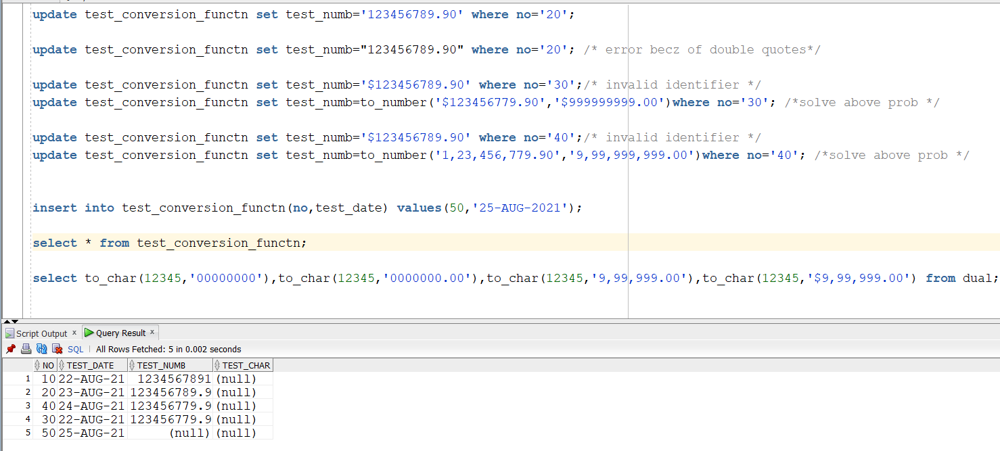 update test_conversion_functn set test_numb='123456789.90' where no='20';
update test_conversion_functn set test_numb="123456789.90" where no='20'; /* error becz of double quotes*/
update test_conversion_functn set test_numb='$123456789.90' where no='30';/* invalid identifier */
update test_conversion_functn set test_numb=to_number('$123456779.90','$999999999.00')where no='30'; /*solve above prob */
update test_conversion_functn set test_numb='$123456789.90' where no='40';/* invalid identifier */
update test_conversion_functn set test_numb=to_number('1,23,456,779.90','9,99,999,999.00')where no='40'; /*solve above prob */
insert into test_conversion_functn(no,test_date) values(50,'25-AUG-2021');
select * from test_conversion_functn;
select to_char(12345,'00000000'),to_char(12345,'0000000.00'),to_char(12345,'9,99,999.00'),to_char(12345,'$9,99,999.00') from dual;
Script Output x Query Result x
SQL | All Rows Fetched: 5 in 0.002 seconds
NO TEST_DATE TEST_NUMB TEST_CHAR
1 10 22-AUG-21 1234567891 (null)
2 20 23-AUG-21 123456789.9 (null)
3 40 24-AUG-21 123456779.9 (null)
4 30 22-AUG-21 123456779.9 (null)
5 50 25-AUG-21 (null) (null)